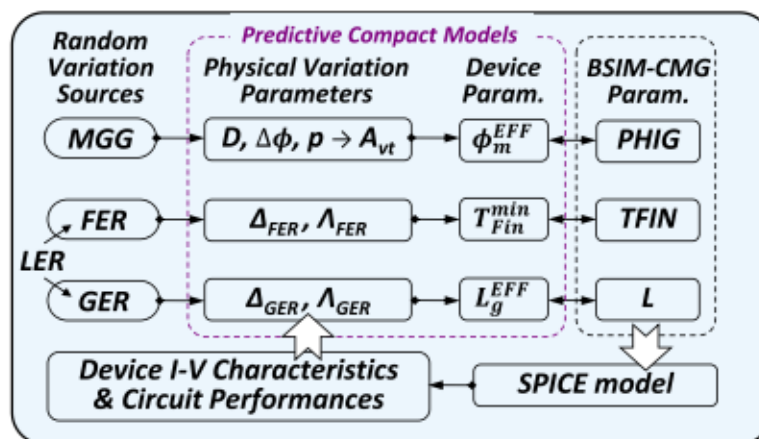 Predictive Compact Models
Random
Variation
Sources
Physical Variation
Parameters
Device
Param.
BSIM-CMG
Param.
MGG
D, Δϕ, p → A_vt
ϕ_m^EFF
PHIG
FER
Δ_FER, Λ_FER
T_Fin^min
TFIN
LER
GER
Δ_GER, Λ_GER
L_g^EFF
L
Device I-V Characteristics
& Circuit Performances
SPICE model